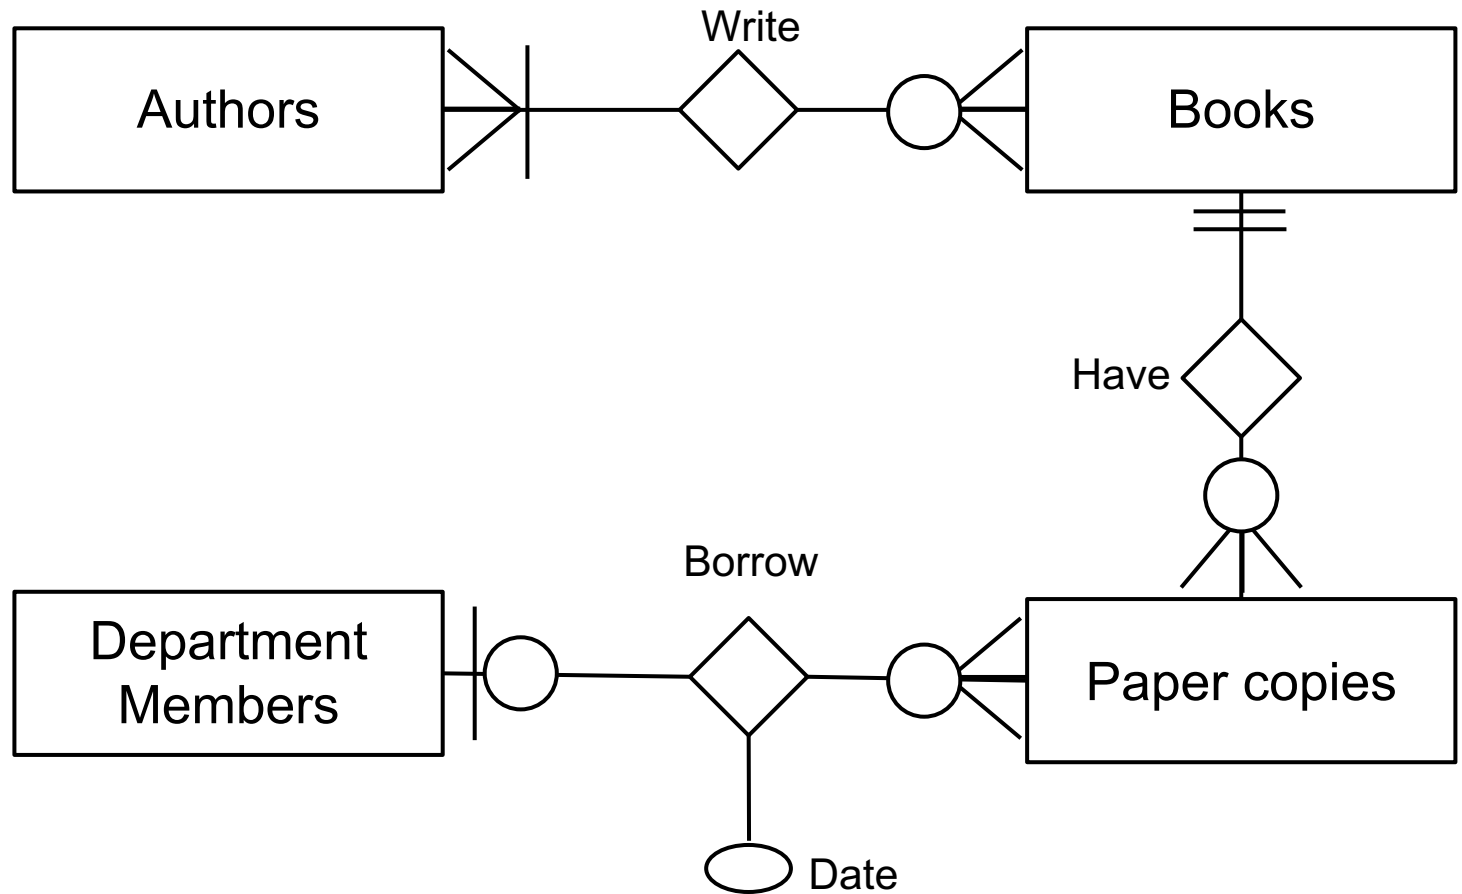 Write
Authors
Books
Have
Borrow
Department
Members
Paper copies
Date